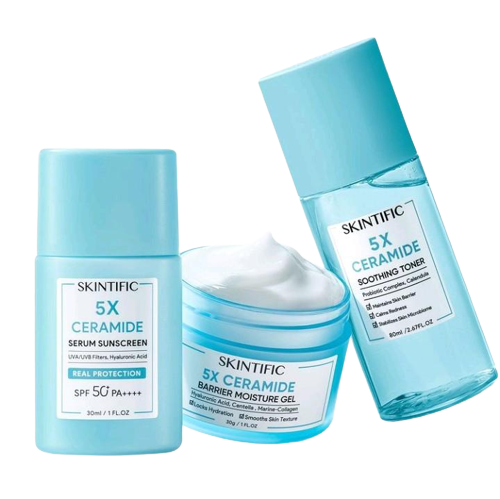 SKINTIFIC
5X
CERAMIDE
SERUM SUNSCREEN
UVA/UVB Filters, Hyaluronic Acid
REAL PROTECTION
SPF 50+ PA++++
30ml / 1 FL.OZ
SKINTIFIC
5X CERAMIDE
BARRIER MOISTURE GEL
Hyaluronic Acid, Centella, Marine-Collagen
Locks Hydration Smooths Skin Texture
30g / 1 FL.OZ
SKINTIFIC
5X
CERAMIDE
SOOTHING TONER
Probiotic Complex, Calendula
Maintains Skin Barrier
Calms Redness
Stabilizes Skin Microbiome
80ml / 2.67FL.OZ